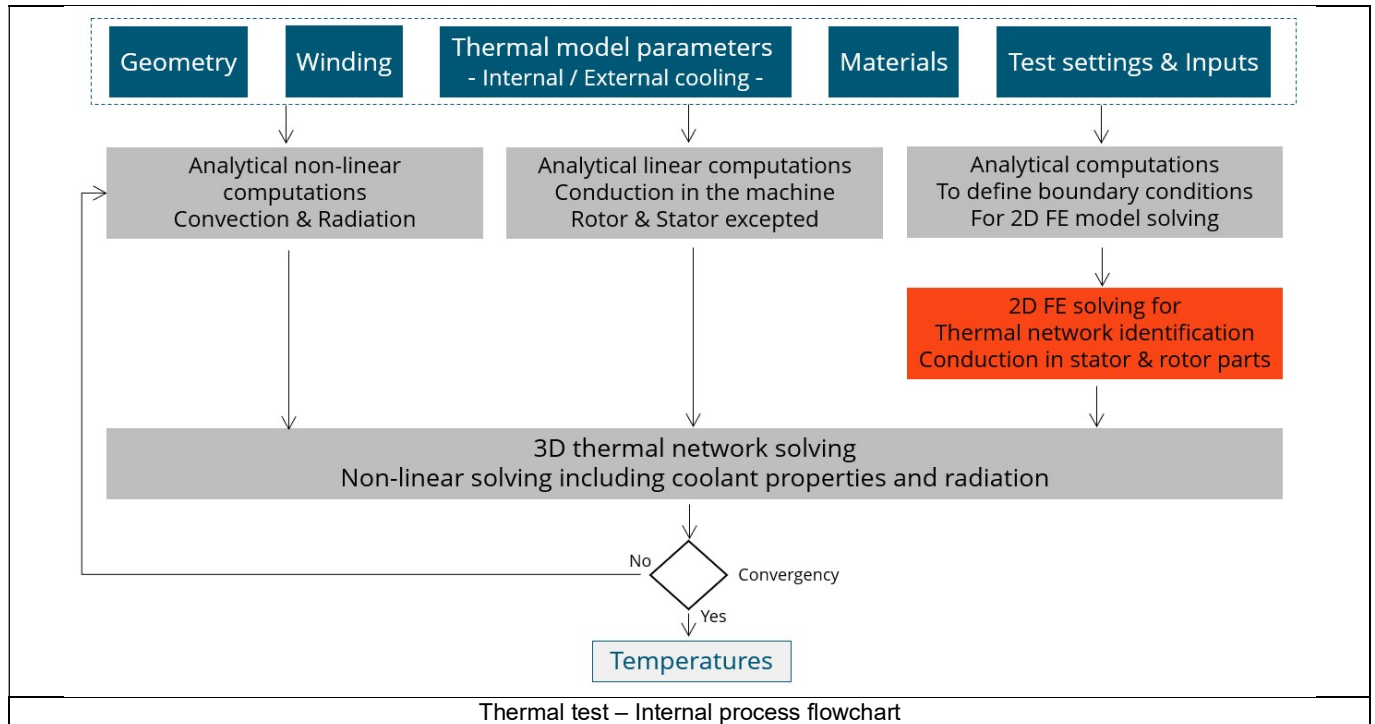 Geometry
Winding
Thermal model parameters
- Internal / External cooling -
Materials
Test settings & Inputs
Analytical non-linear
computations
Convection & Radiation
Analytical linear computations
Conduction in the machine
Rotor & Stator excepted
Analytical computations
To define boundary conditions
For 2D FE model solving
2D FE solving for
Thermal network identification
Conduction in stator & rotor parts
3D thermal network solving
Non-linear solving including coolant properties and radiation
No
Convergency
Yes
Temperatures
Thermal test – Internal process flowchart